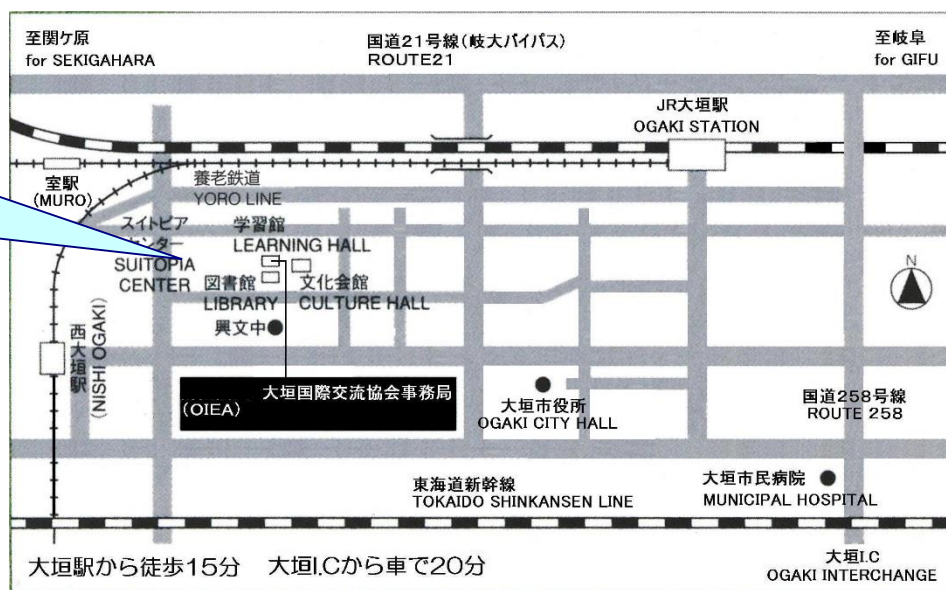 至関ケ原
for SEKIGAHARA
国道21号線(岐大バイパス)
ROUTE21
至岐阜
for GIFU
JR大垣駅
OGAKI STATION
室駅
(MURO)
養老鉄道
YORO LINE
スイトピア
センター
SUITOPIA
CENTER
学習館
LEARNING HALL
図書館
LIBRARY
文化会館
CULTURE HALL
興文中
N
西大垣駅
(NISHI OGAKI)
大垣国際交流協会事務局
(OIEA)
大垣市役所
OGAKI CITY HALL
国道258号線
ROUTE 258
東海道新幹線
TOKAIDO SHINKANSEN LINE
大垣市民病院
MUNICIPAL HOSPITAL
大垣駅から徒歩15分 大垣I.Cから車で20分
大垣I.C
OGAKI INTERCHANGE